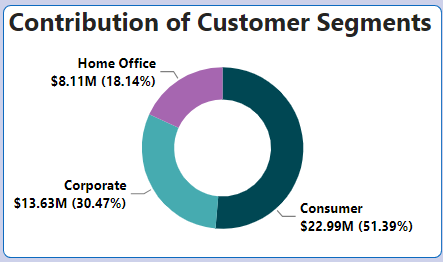 Contribution of Customer Segments
Home Office
$8.11M (18.14%)
Corporate
$13.63M (30.47%)
Consumer
$22.99M (51.39%)